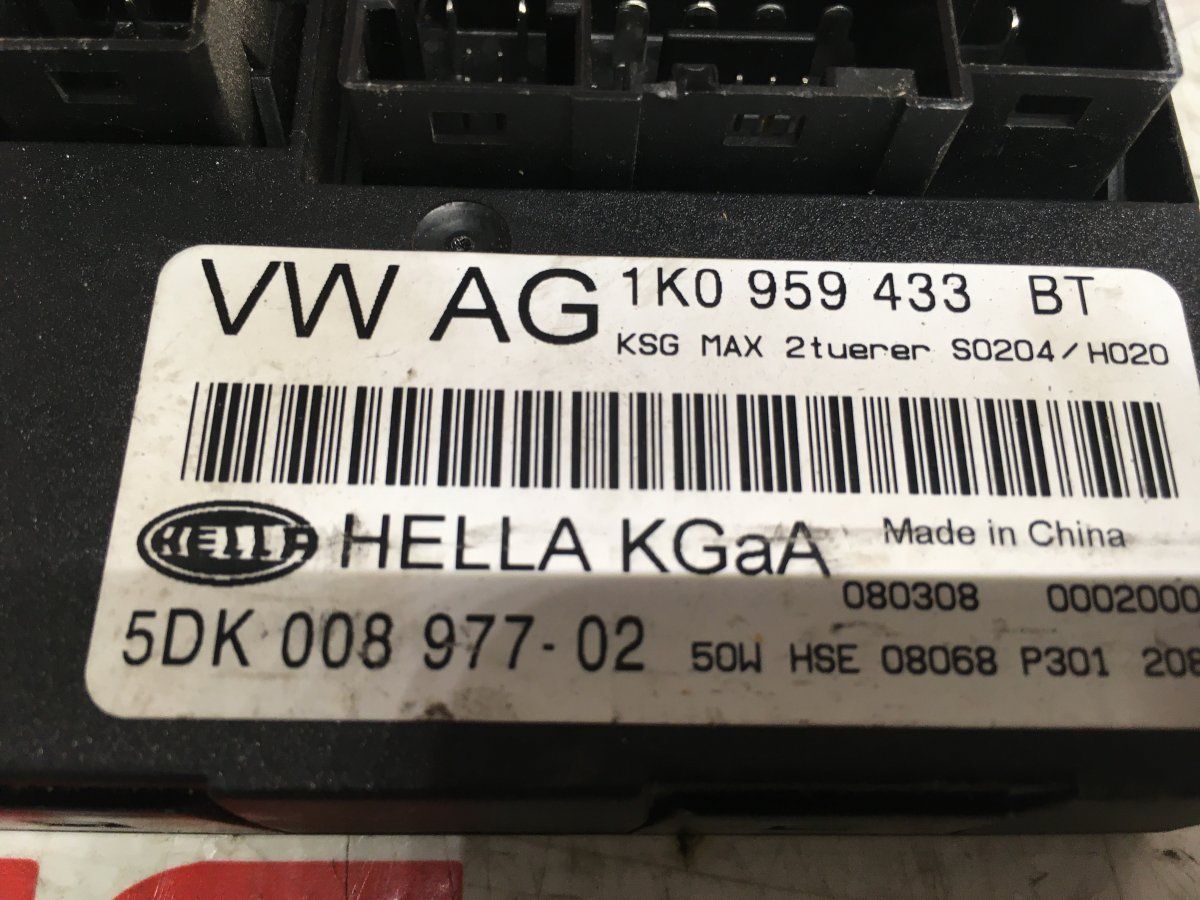 VW AG 1K0 959 433 BT
KSG MAX 2tuerer S0204/H020
HELLA HELLA KGaA Made in China
080308 0002000
5DK 008 977-02 50W HSE 08068 P301 208